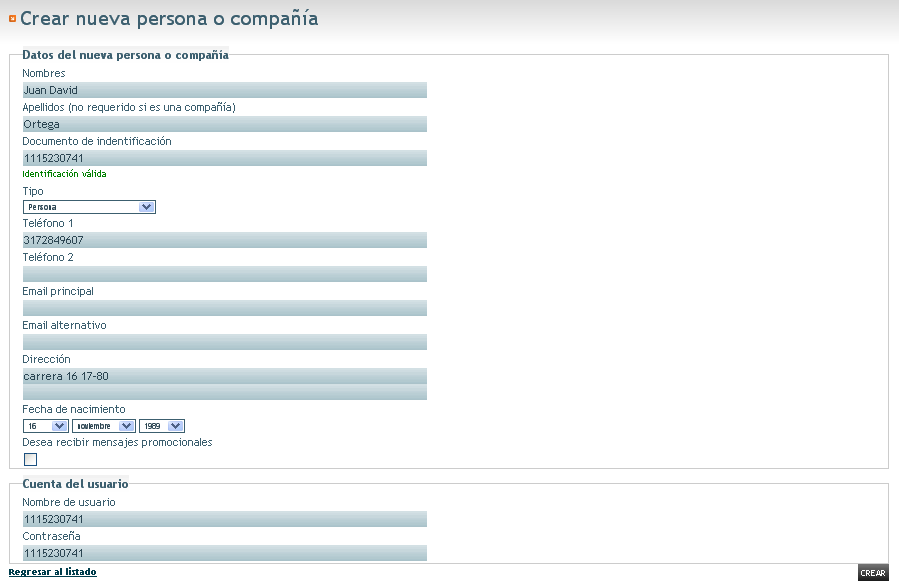 Crear nueva persona o compañía
Datos del nueva persona o compañia
Nombres
Juan David
Apellidos (no requerido si es una compañía)
Ortega
Documento de indentificación
1115230741
Identificación válida
Tipo
Persona
Teléfono 1
3172849607
Teléfono 2
Email principal
Email alternativo
Dirección
carrera 16 17-80
Fecha de nacimiento
16 noviembre 1989
Desea recibir mensajes promocionales
Cuenta del usuario
Nombre de usuario
1115230741
Contraseña
1115230741
Regresar al listado CREAR